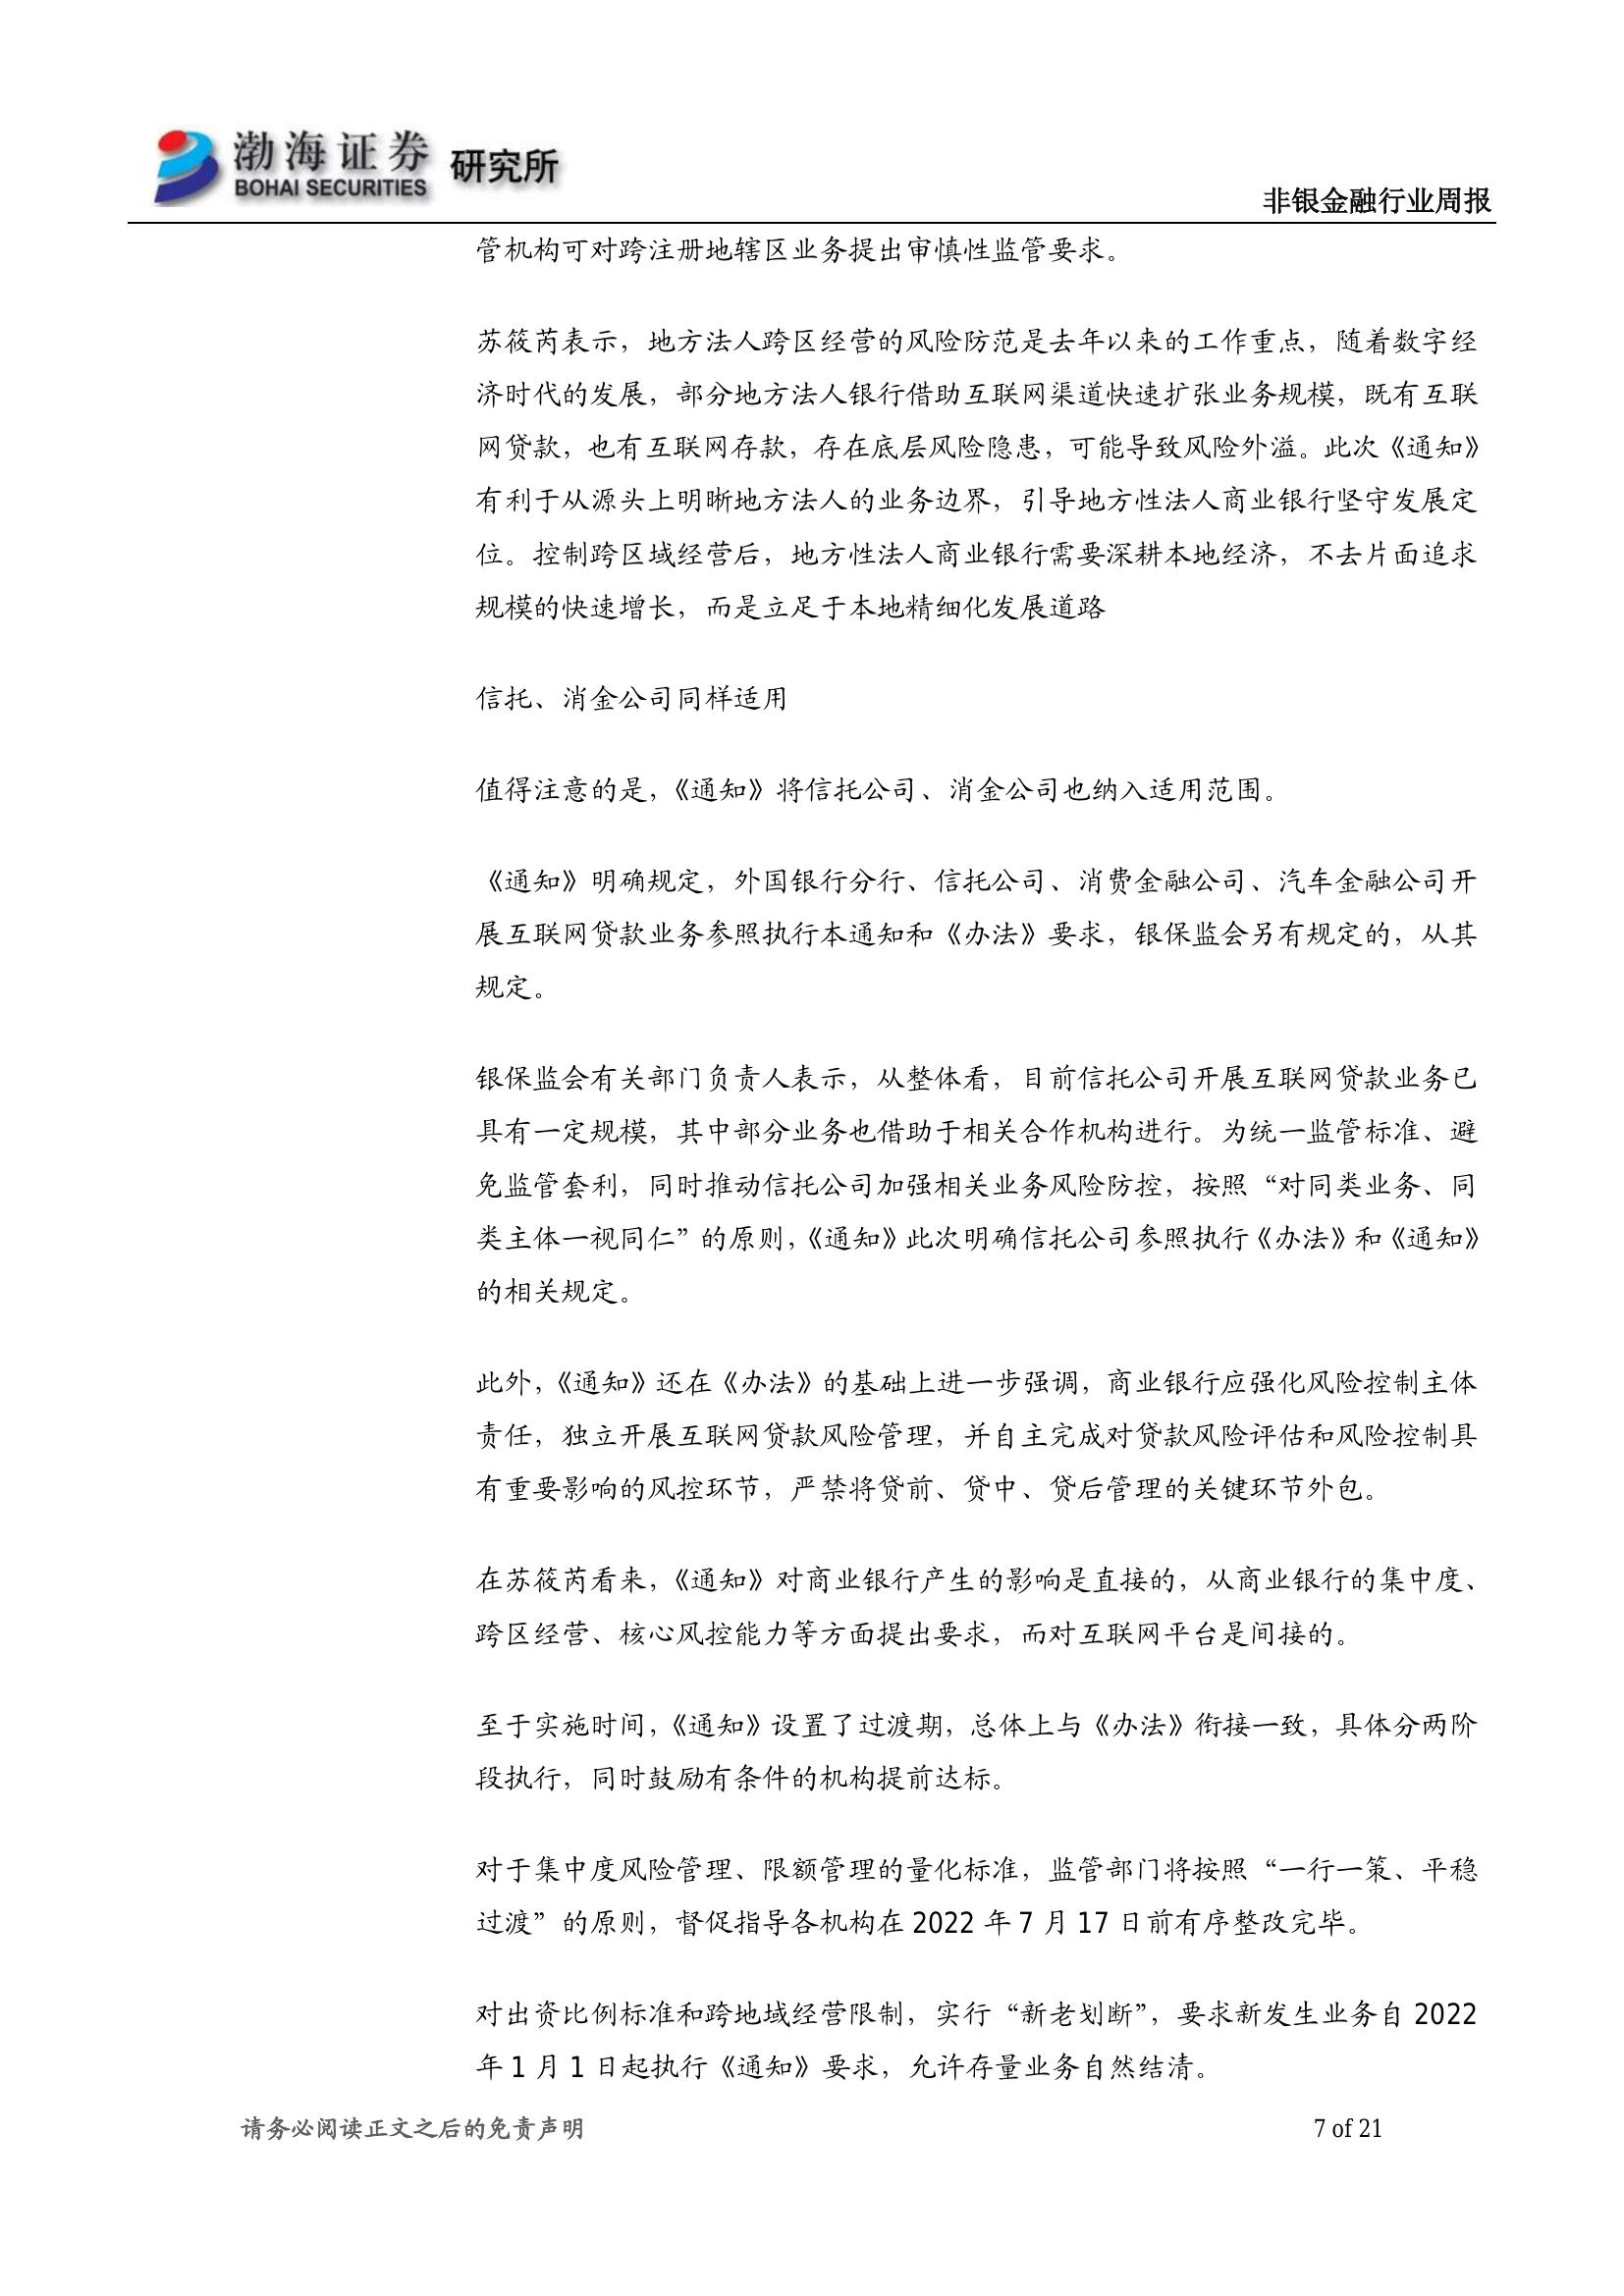 渤海证券
BOHAI SECURITIES
研究所
非银金融行业周报
管机构可对跨注册地辖区业务提出审慎性监管要求。
苏筱芮表示，地方法人跨区经营的风险防范是去年以来的工作重点，随着数字经
济时代的发展，部分地方法人银行借助互联网渠道快速扩张业务规模，既有互联
网贷款，也有互联网存款，存在底层风险隐患，可能导致风险外溢。此次《通知》
有利于从源头上明晰地方法人的业务边界，引导地方性法人商业银行坚守发展定
位。控制跨区域经营后，地方性法人商业银行需要深耕本地经济，不去片面追求
规模的快速增长，而是立足于本地精细化发展道路
信托、消金公司同样适用
值得注意的是，《通知》将信托公司、消金公司也纳入适用范围。
《通知》明确规定，外国银行分行、信托公司、消费金融公司、汽车金融公司开
展互联网贷款业务参照执行本通知和《办法》要求，银保监会另有规定的，从其
规定。
银保监会有关部门负责人表示，从整体看，目前信托公司开展互联网贷款业务已
具有一定规模，其中部分业务也借助于相关合作机构进行。为统一监管标准、避
免监管套利，同时推动信托公司加强相关业务风险防控，按照“对同类业务、同
类主体一视同仁”的原则，《通知》此次明确信托公司参照执行《办法》和《通知》
的相关规定。
此外，《通知》还在《办法》的基础上进一步强调，商业银行应强化风险控制主体
责任，独立开展互联网贷款风险管理，并自主完成对贷款风险评估和风险控制具
有重要影响的风控环节，严禁将贷前、贷中、贷后管理的关键环节外包。
在苏筱芮看来，《通知》对商业银行产生的影响是直接的，从商业银行的集中度、
跨区经营、核心风控能力等方面提出要求，而对互联网平台是间接的。
至于实施时间，《通知》设置了过渡期，总体上与《办法》衔接一致，具体分两阶
段执行，同时鼓励有条件的机构提前达标。
对于集中度风险管理、限额管理的量化标准，监管部门将按照“一行一策、平稳
过渡”的原则，督促指导各机构在 2022 年 7 月 17 日前有序整改完毕。
对出资比例标准和跨地域经营限制，实行“新老划断”，要求新发生业务自 2022
年 1 月 1 日起执行《通知》要求，允许存量业务自然结清。
请务必阅读正文之后的免责声明
7 of 21